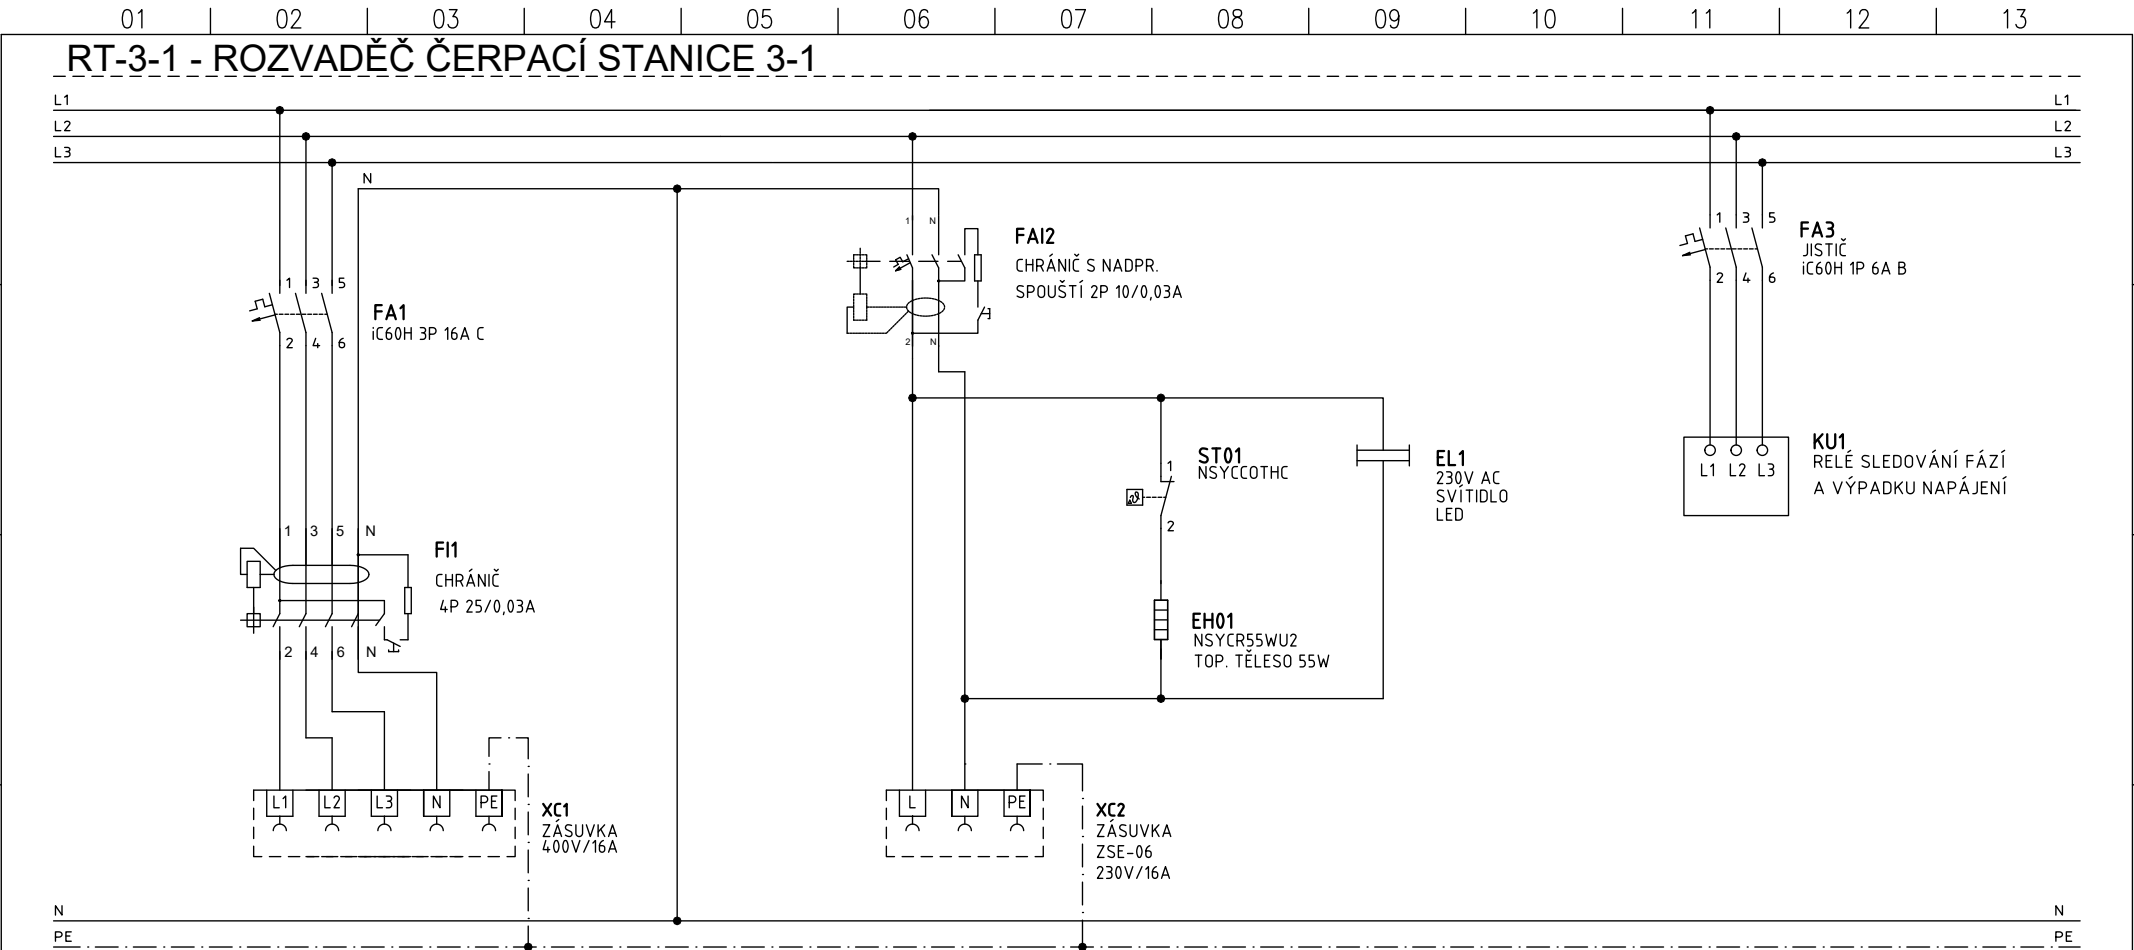 01 02 03 04 05 06 07 08 09 10 11 12 13
RT-3-1 - ROZVADĚČ ČERPACÍ STANICE 3-1
L1 L1
L2 L2
L3 L3
N
1 N
FAI2
CHRÁNIČ S NADPR.
SPOUŠTÍ 2P 10/0,03A
2 N
1 3 5
FA3
JISTIČ
iC60H 1P 6A B
2 4 6
1 3 5
FA1
iC60H 3P 16A C
2 4 6
ST01
NSYCCOTHC
1
ϑ
2
EL1
230V AC
SVÍTIDLO
LED
KU1
RELÉ SLEDOVÁNÍ FÁZÍ
A VÝPADKU NAPÁJENÍ
L1 L2 L3
1 3 5 N
FI1
CHRÁNIČ
4P 25/0,03A
2 4 6 N
EH01
NSYCR55WU2
TOP. TĚLESO 55W
L1 L2 L3 N PE
XC1
ZÁSUVKA
400V/16A
L N PE
XC2
ZÁSUVKA
ZSE-06
230V/16A
N N
PE PE